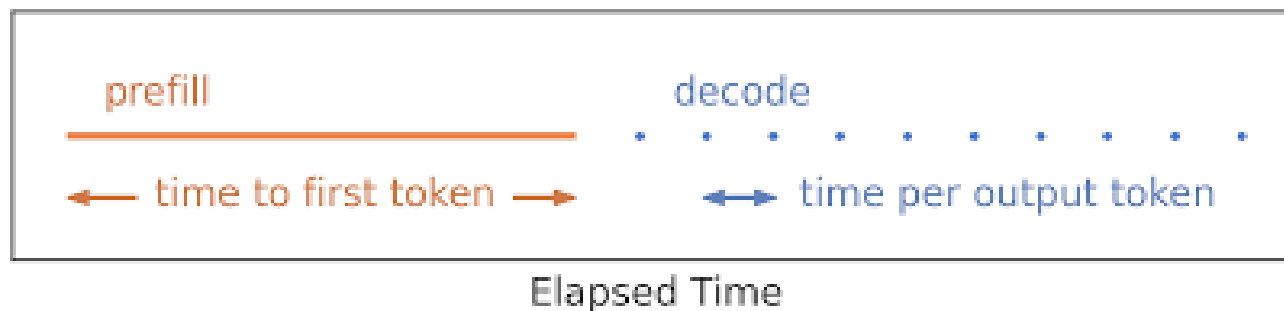 prefill decode
time to first token time per output token
Elapsed Time